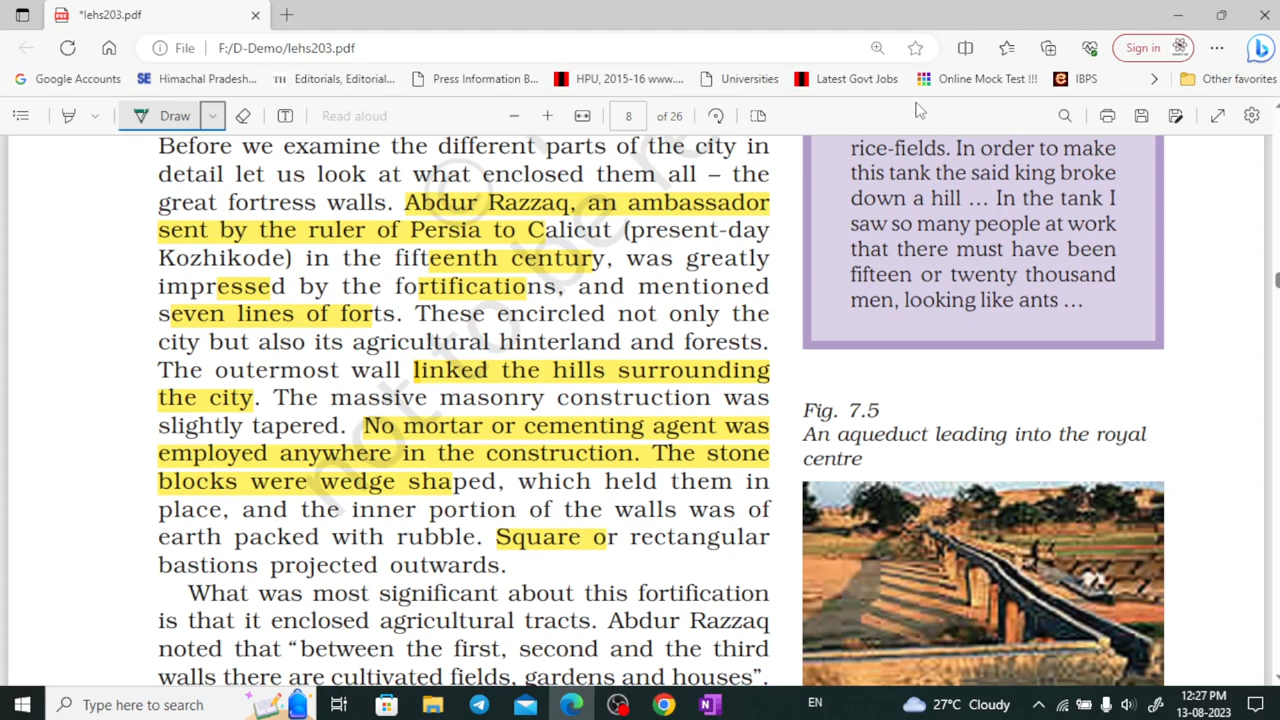 *lehs203.pdf
File F:/D-Demo/lehs203.pdf Sign in
Google Accounts Himachal Pradesh... Editorials, Editorial... Press Information B... HPU, 2015-16 www.... Universities Latest Govt Jobs Online Mock Test !!! IBPS Other favorites
Draw Read aloud 8 of 26
Before we examine the different parts of the city in
detail let us look at what enclosed them all – the
great fortress walls. Abdur Razzaq, an ambassador
sent by the ruler of Persia to Calicut (present-day
Kozhikode) in the fifteenth century, was greatly
impressed by the fortifications, and mentioned
seven lines of forts. These encircled not only the
city but also its agricultural hinterland and forests.
The outermost wall linked the hills surrounding
the city. The massive masonry construction was
slightly tapered. No mortar or cementing agent was
employed anywhere in the construction. The stone
blocks were wedge shaped, which held them in
place, and the inner portion of the walls was of
earth packed with rubble. Square or rectangular
bastions projected outwards.
What was most significant about this fortification
is that it enclosed agricultural tracts. Abdur Razzaq
noted that “between the first, second and the third
walls there are cultivated fields, gardens and houses”.
rice-fields. In order to make
this tank the said king broke
down a hill ... In the tank I
saw so many people at work
that there must have been
fifteen or twenty thousand
men, looking like ants ...
Fig. 7.5
An aqueduct leading into the royal
centre
not to be re
©
Type here to search
EN
27°C Cloudy
12:27 PM
13-08-2023